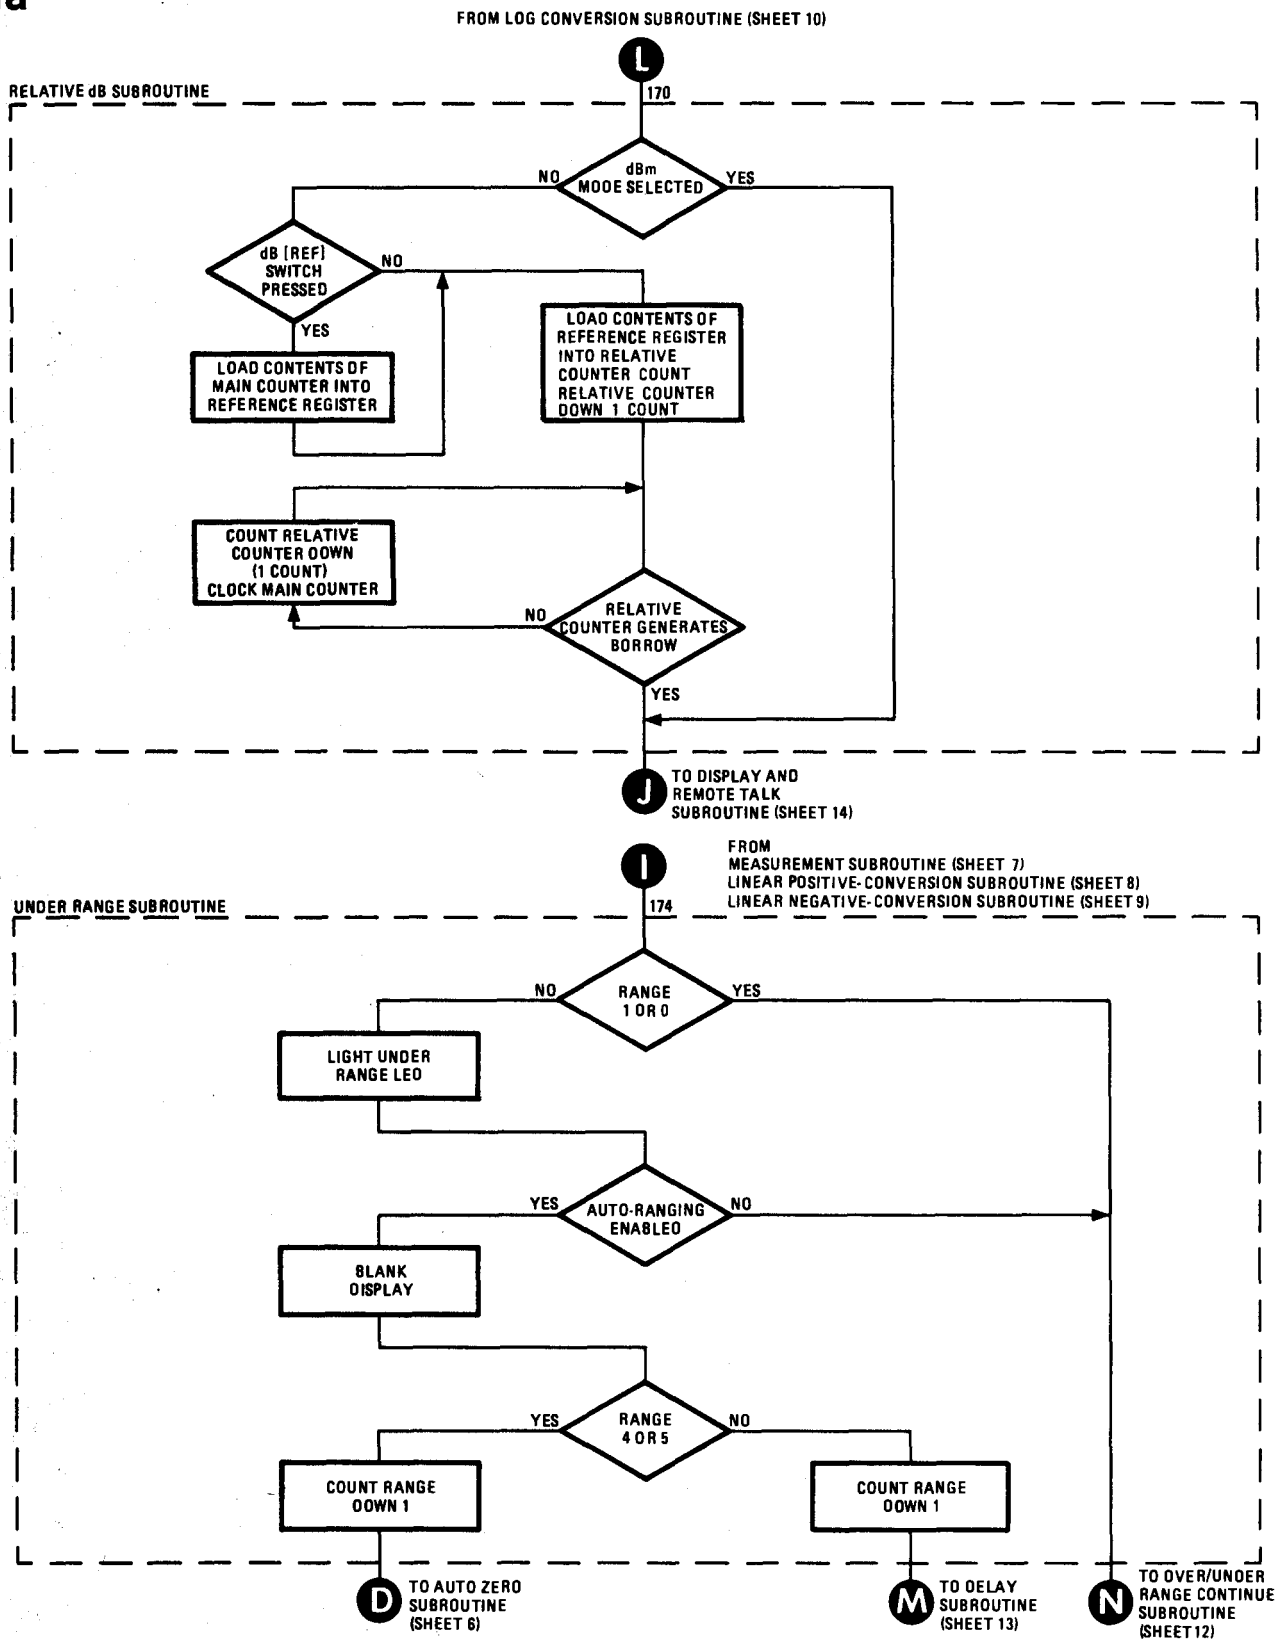 FROM LOG CONVERSION SUBROUTINE (SHEET 10)
L
RELATIVE dB SUBROUTINE
170
dBm
MODE SELECTED
NO
YES
dB [REF]
SWITCH
PRESSED
NO
YES
LOAD CONTENTS OF
MAIN COUNTER INTO
REFERENCE REGISTER
LOAD CONTENTS OF
REFERENCE REGISTER
INTO RELATIVE
COUNTER COUNT
RELATIVE COUNTER
DOWN 1 COUNT
COUNT RELATIVE
COUNTER DOWN
(1 COUNT)
CLOCK MAIN COUNTER
NO
RELATIVE
COUNTER GENERATES
BORROW
YES
J
TO DISPLAY AND
REMOTE TALK
SUBROUTINE (SHEET 14)
I
FROM
MEASUREMENT SUBROUTINE (SHEET 7)
LINEAR POSITIVE-CONVERSION SUBROUTINE (SHEET 8)
LINEAR NEGATIVE-CONVERSION SUBROUTINE (SHEET 9)
UNDER RANGE SUBROUTINE
174
NO
RANGE
1 OR 0
YES
LIGHT UNDER
RANGE LED
YES
AUTO-RANGING
ENABLED
NO
BLANK
DISPLAY
YES
RANGE
4 OR 5
NO
COUNT RANGE
DOWN 1
COUNT RANGE
DOWN 1
D
TO AUTO ZERO
SUBROUTINE
(SHEET 6)
M
TO DELAY
SUBROUTINE
(SHEET 13)
N
TO OVER/UNDER
RANGE CONTINUE
SUBROUTINE
(SHEET 12)